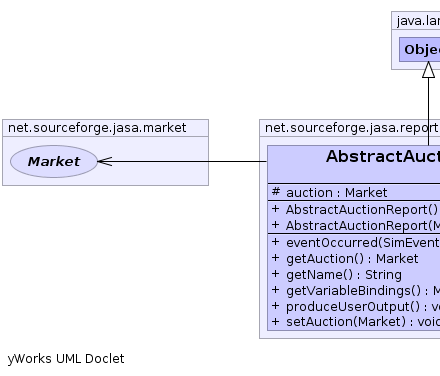 java.lan
Objec
net.sourceforge.jasa.market
Market
net.sourceforge.jasa.report
AbstractAuct
# auction : Market
+ AbstractAuctionReport()
+ AbstractAuctionReport(M
+ eventOccurred(SimEvent
+ getAuction() : Market
+ getName() : String
+ getVariableBindings() : M
+ produceUserOutput() : vo
+ setAuction(Market) : void
yWorks UML Doclet